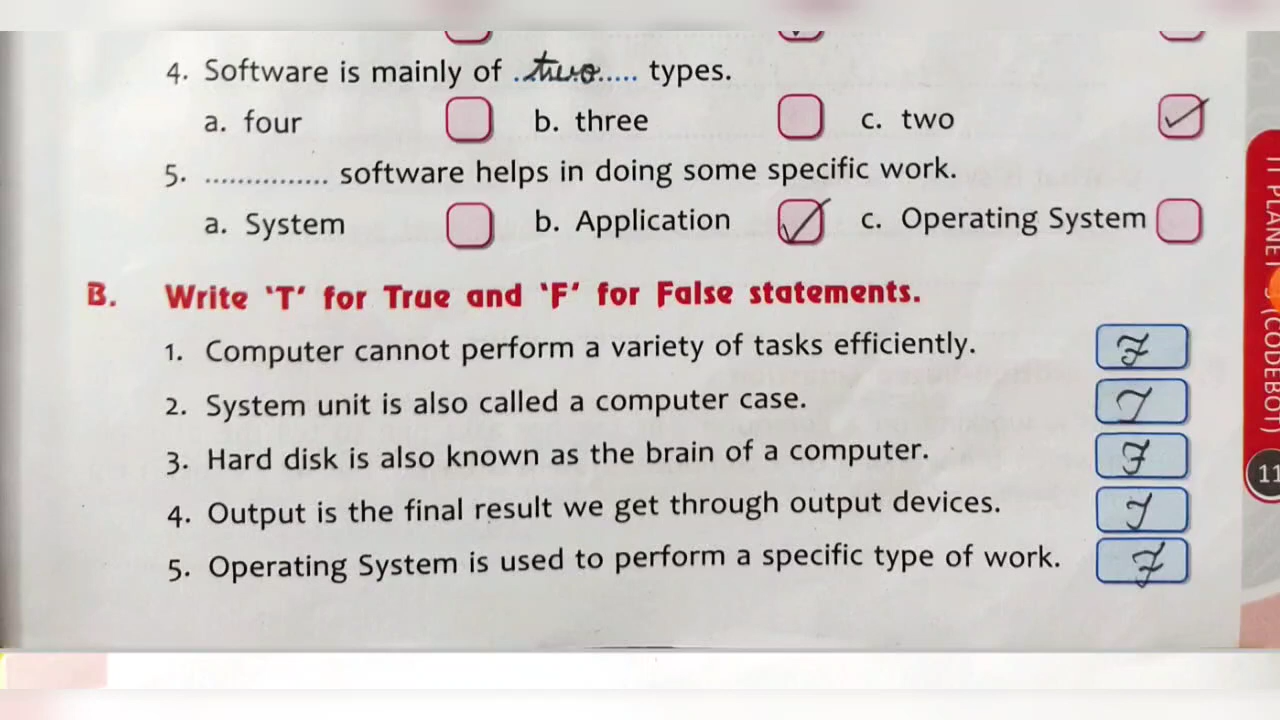 4. Software is mainly of ..two..... types.
a. four b. three c. two ✓
5. ............... software helps in doing some specific work.
a. System b. Application ✓ c. Operating System
B. Write 'T' for True and 'F' for False statements.
1. Computer cannot perform a variety of tasks efficiently. F
2. System unit is also called a computer case. T
3. Hard disk is also known as the brain of a computer. F
4. Output is the final result we get through output devices. T
5. Operating System is used to perform a specific type of work. F
(CODEBOT)
11